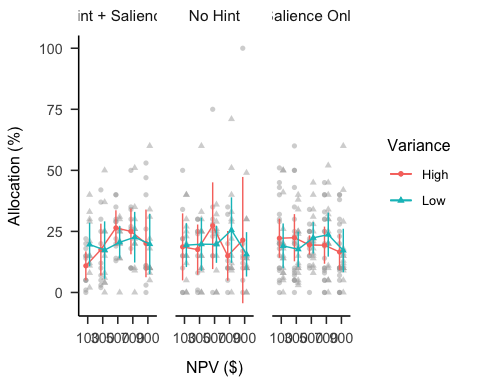 int + Salienc No Hint Salience Onl
100
75
50
25
0
Allocation (%)
NPV ($)
Variance
High
Low